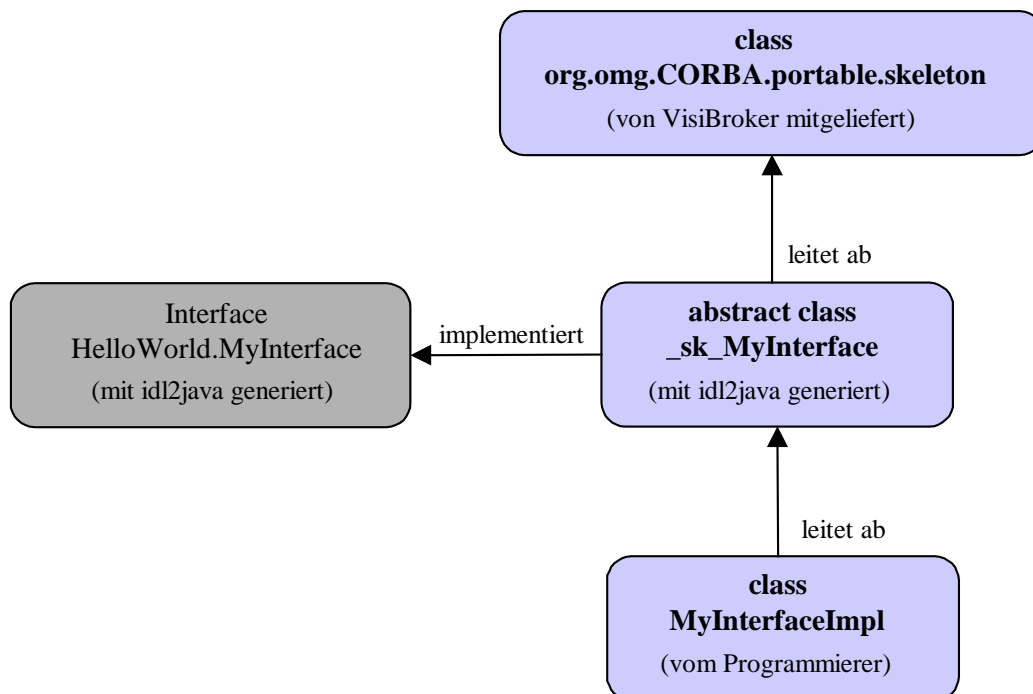 class
org.omg.CORBA.portable.skeleton
(von VisiBroker mitgeliefert)
leitet ab
Interface
HelloWorld.MyInterface
(mit idl2java generiert)
implementiert
abstract class
_sk_MyInterface
(mit idl2java generiert)
leitet ab
class
MyInterfaceImpl
(vom Programmierer)